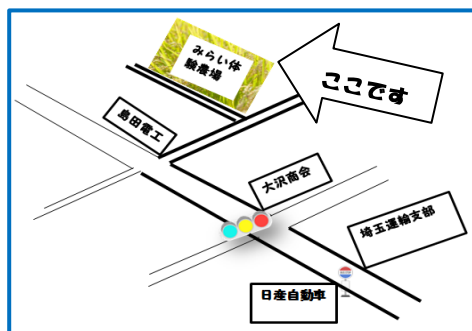 みらい体
験農場
ここです
島田電工
大沢商会
埼玉運輸支部
日産自動車